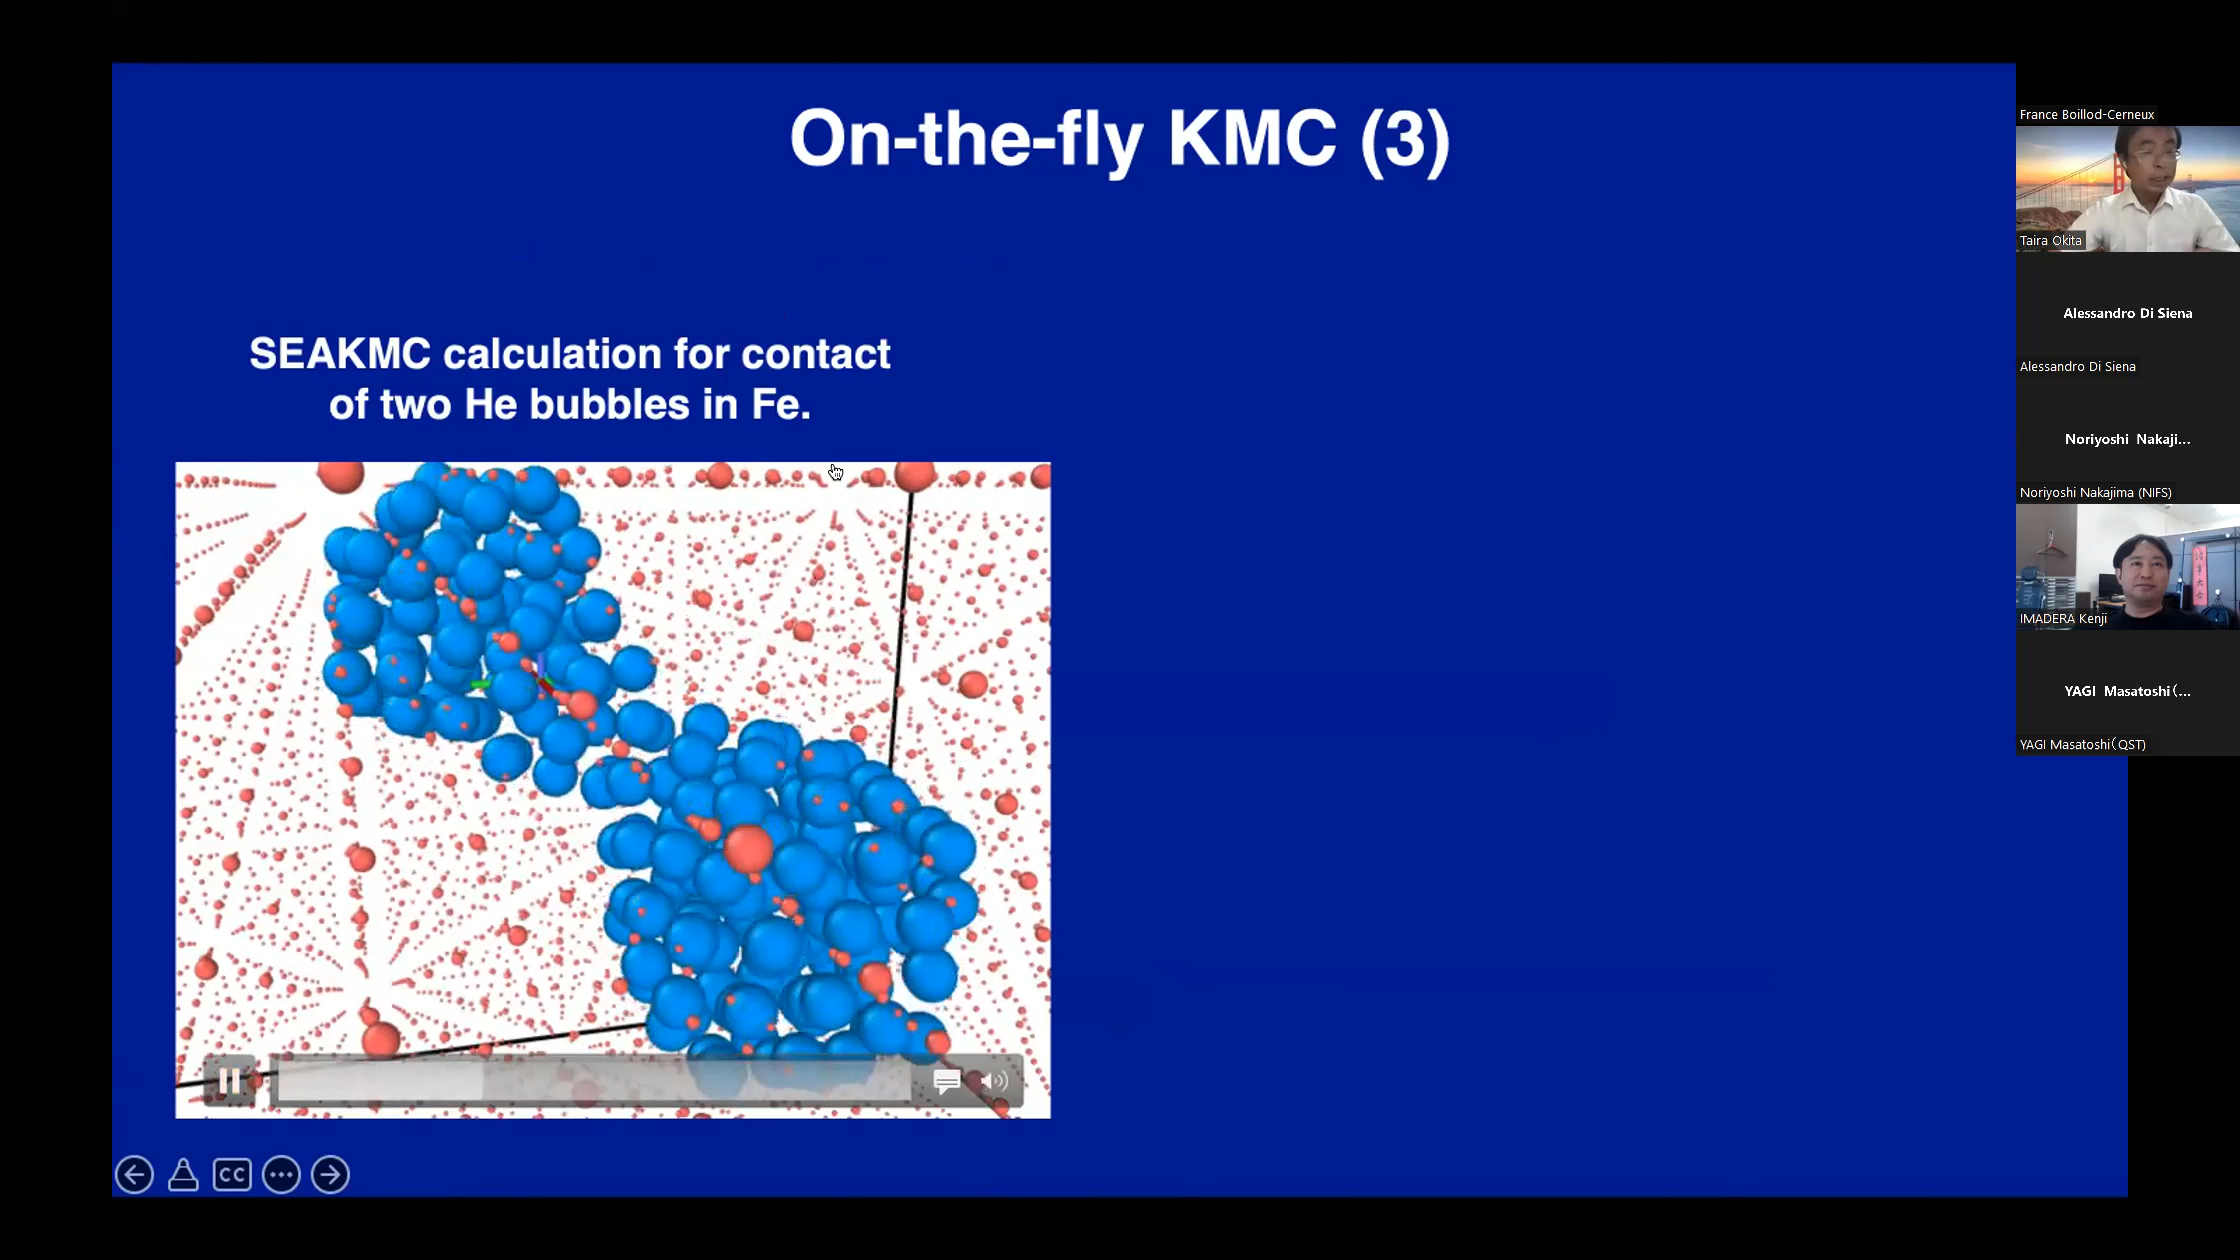 On-the-fly KMC (3)
SEAKMC calculation for contact
of two He bubbles in Fe.
CC
France Boillod-Cerneux
Taira Okita
Alessandro Di Siena
Alessandro Di Siena
Noriyoshi Nakaji...
Noriyoshi Nakajima (NIFS)
IMADERA Kenji
YAGI Masatoshi(...
YAGI Masatoshi(QST)